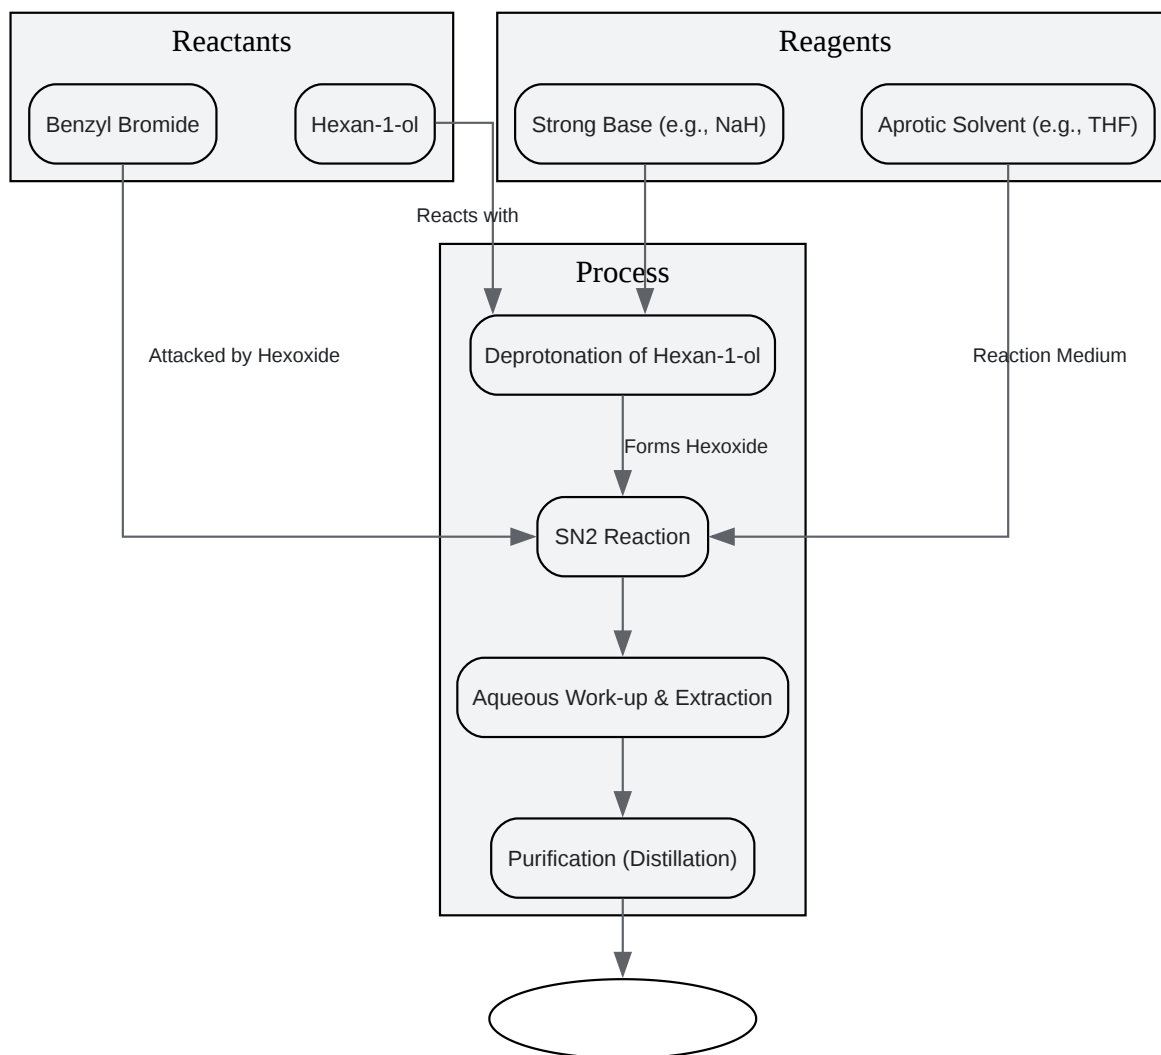 Reactants
Reagents
Benzyl Bromide
Hexan-1-ol
Strong Base (e.g., NaH)
Aprotic Solvent (e.g., THF)
Reacts with
Process
Attacked by Hexoxide
Deprotonation of Hexan-1-ol
Reaction Medium
Forms Hexoxide
SN2 Reaction
Aqueous Work-up & Extraction
Purification (Distillation)